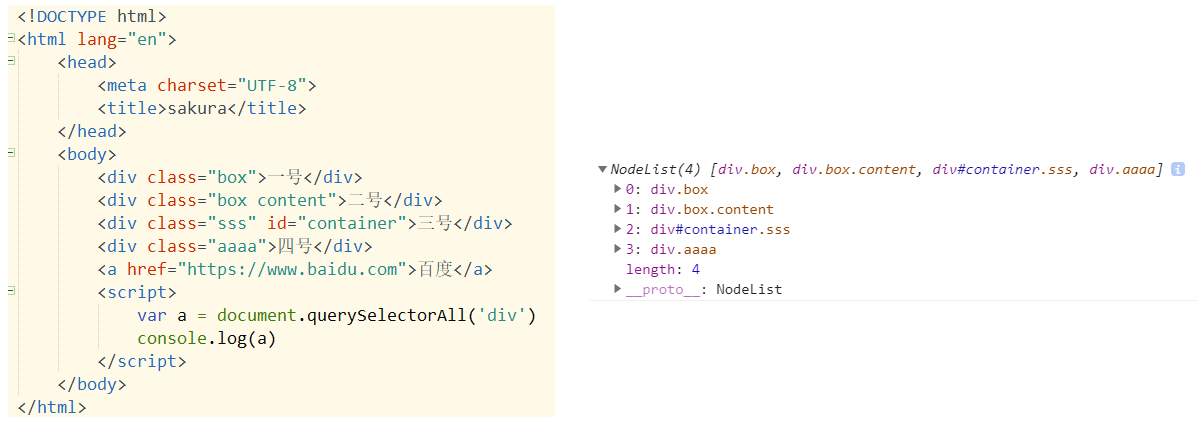 <!DOCTYPE html>
<html lang="en">
<head>
<meta charset="UTF-8">
<title>sakura</title>
</head>
<body>
<div class="box">一号</div>
<div class="box content">二号</div>
<div class="sss" id="container">三号</div>
<div class="aaaa">四号</div>
<a href="https://www.baidu.com">百度</a>
<script>
var a = document.querySelectorAll('div')
console.log(a)
</script>
</body>
</html>
NodeList(4) [div.box, div.box.content, div#container.sss, div.aaaa]
0: div.box
1: div.box.content
2: div#container.sss
3: div.aaaa
length: 4
__proto__: NodeList